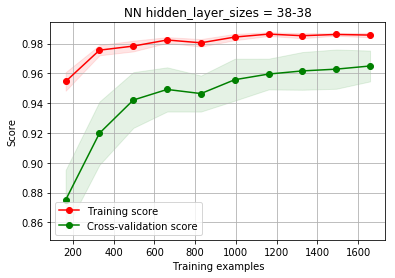 NN hidden_layer_sizes = 38-38
Score
0.98
0.96
0.94
0.92
0.90
0.88
0.86
Training score
Cross-validation score
200 400 600 800 1000 1200 1400 1600
Training examples